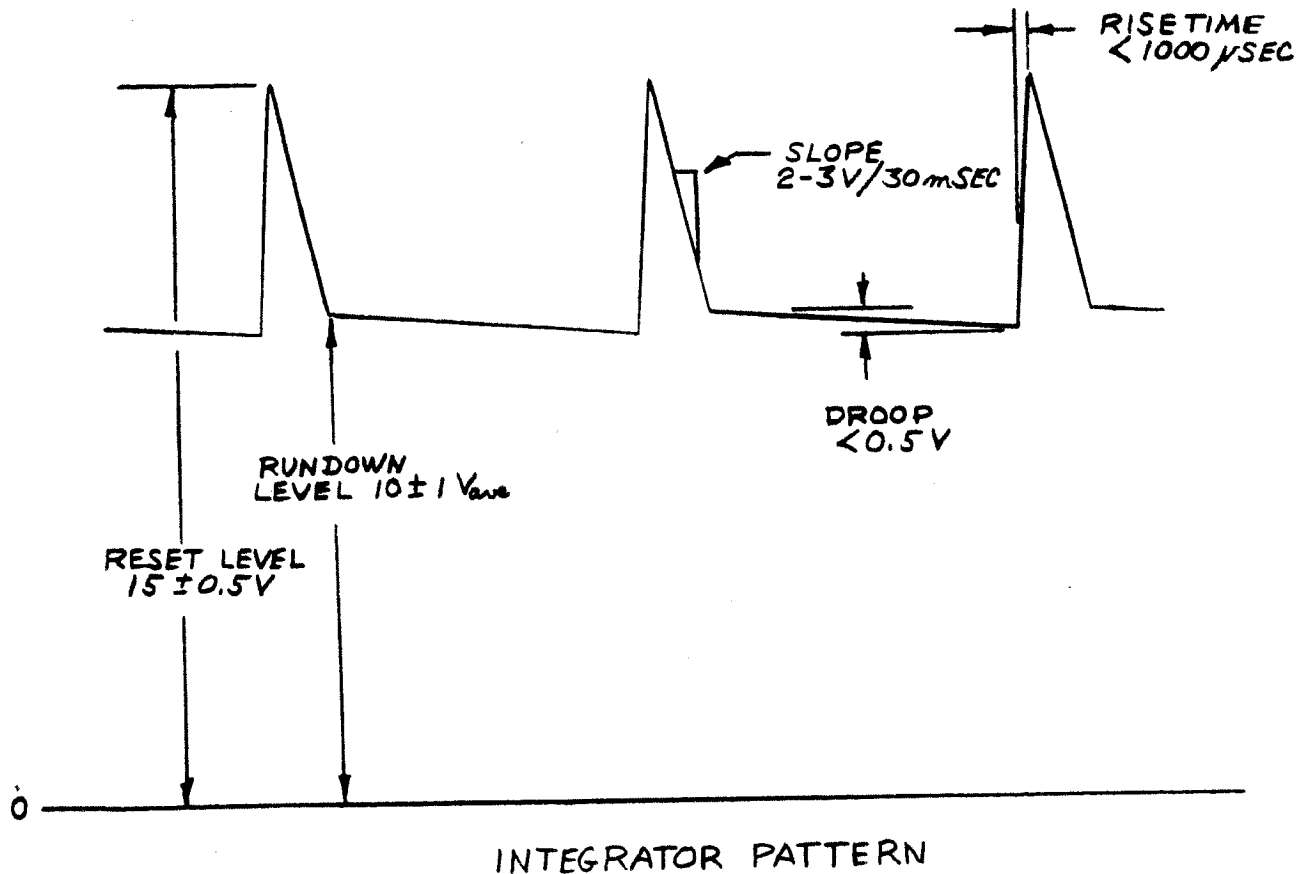 RISETIME
< 1000 µSEC
SLOPE
2-3V/30mSEC
DROOP
<0.5V
RUNDOWN
LEVEL 10±1 Vave
RESET LEVEL
15±0.5V
0
INTEGRATOR PATTERN